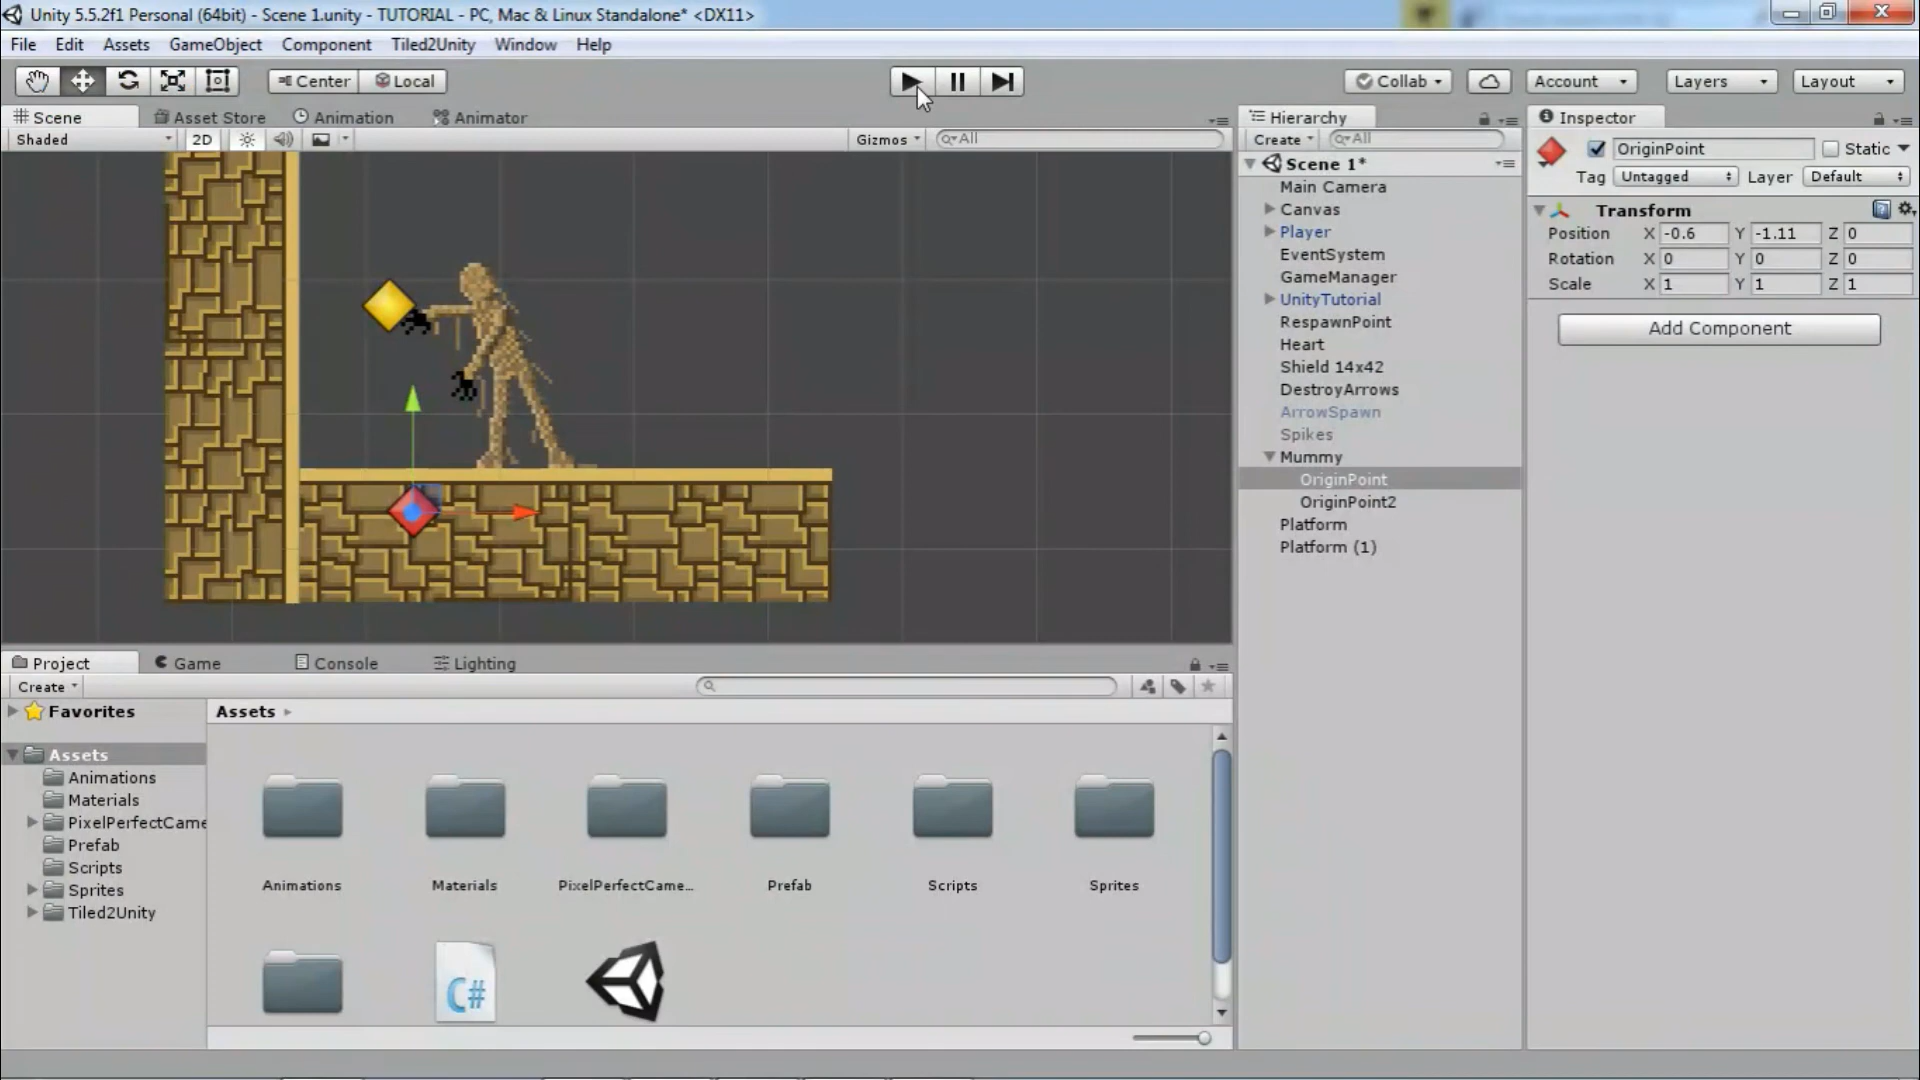 Unity 5.5.2f1 Personal (64bit) - Scene 1.unity - TUTORIAL - PC, Mac & Linux Standalone* <DX11>
File Edit Assets GameObject Component Tiled2Unity Window Help
Center Local Collab Account Layers Layout
Scene Asset Store Animation Animator
Shaded 2D Gizmos All
Hierarchy
Create All
Scene 1*
Main Camera
Canvas
Player
EventSystem
GameManager
UnityTutorial
RespawnPoint
Heart
Shield 14x42
DestroyArrows
ArrowSpawn
Spikes
Mummy
OriginPoint
OriginPoint2
Platform
Platform (1)
Inspector
OriginPoint Static
Tag Untagged Layer Default
Transform
Position X -0.6 Y -1.11 Z 0
Rotation X 0 Y 0 Z 0
Scale X 1 Y 1 Z 1
Add Component
Project Game Console Lighting
Create
Favorites
Assets
Animations
Materials
PixelPerfectCame
Prefab
Scripts
Sprites
Tiled2Unity
Assets
Animations Materials PixelPerfectCame... Prefab Scripts Sprites
C#